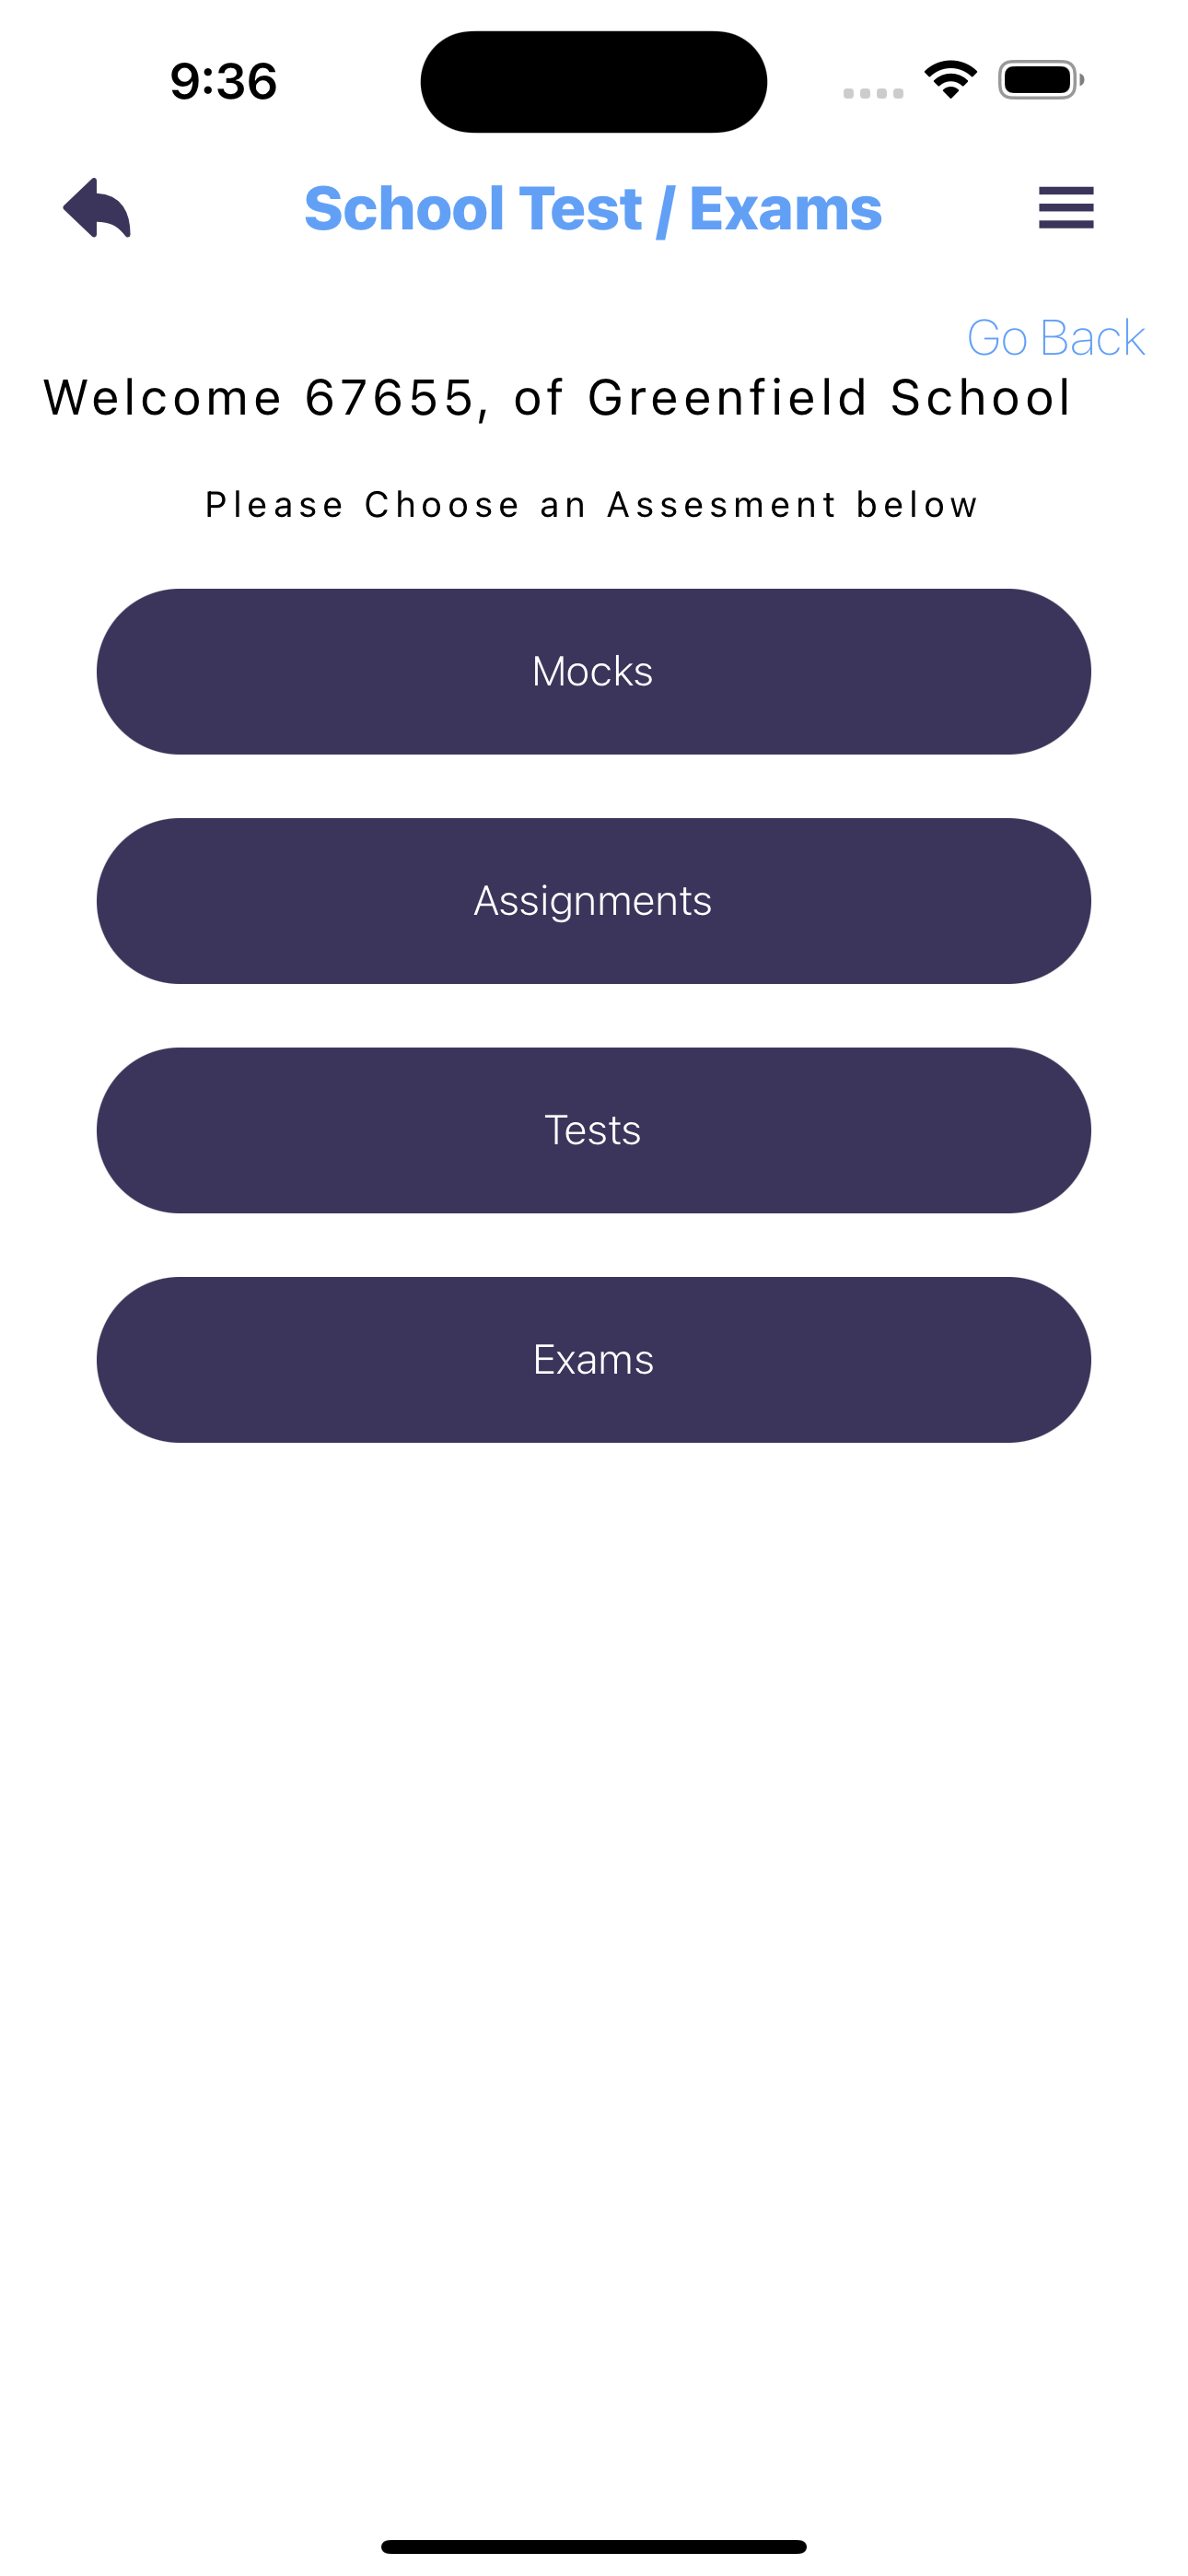 9:36
School Test / Exams
Go Back
Welcome 67655, of Greenfield School
Please Choose an Assesment below
Mocks
Assignments
Tests
Exams